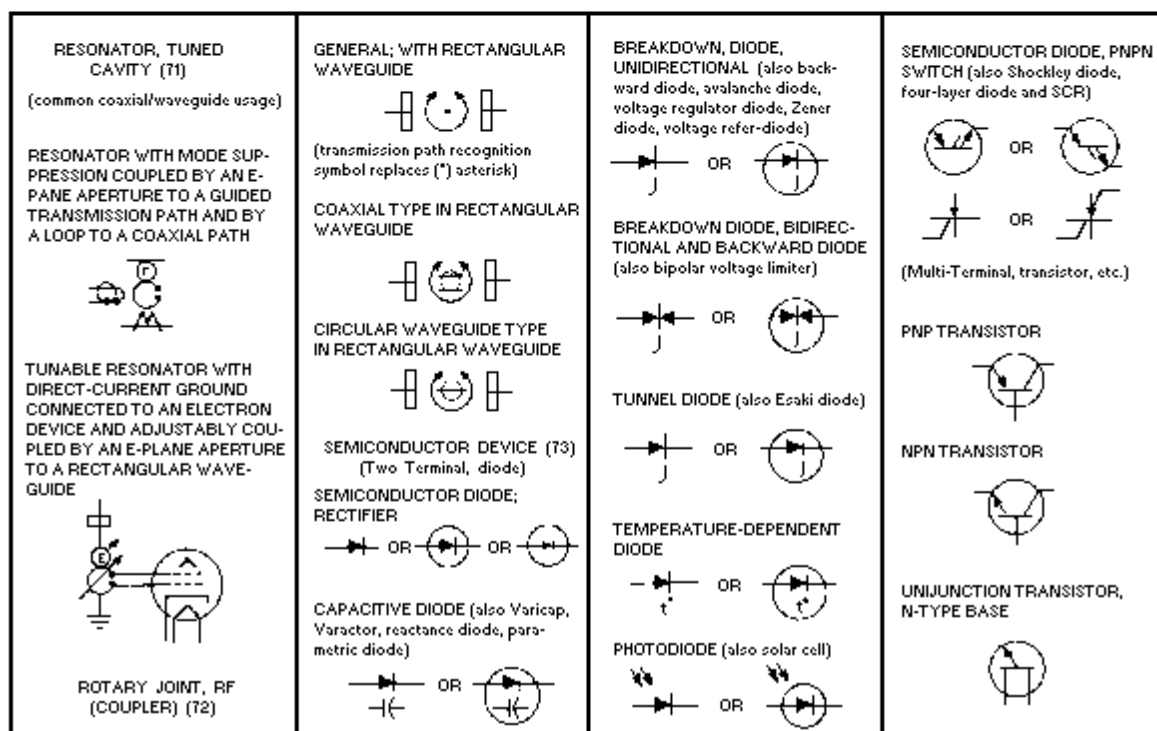 RESONATOR, TUNED
CAVITY (71)
(common coaxial/waveguide usage)
RESONATOR WITH MODE SUP-
PRESSION COUPLED BY AN E-
PANE APERTURE TO A GUIDED
TRANSMISSION PATH AND BY
A LOOP TO A COAXIAL PATH
r
TUNABLE RESONATOR WITH
DIRECT-CURRENT GROUND
CONNECTED TO AN ELECTRON
DEVICE AND ADJUSTABLY COU-
PLED BY AN E-PLANE APERTURE
TO A RECTANGULAR WAVE-
GUIDE
E
ROTARY JOINT, RF
(COUPLER) (72)
GENERAL; WITH RECTANGULAR
WAVEGUIDE
(transmission path recognition
symbol replaces (*) asterisk)
COAXIAL TYPE IN RECTANGULAR
WAVEGUIDE
CIRCULAR WAVEGUIDE TYPE
IN RECTANGULAR WAVEGUIDE
SEMICONDUCTOR DEVICE (73)
(Two Terminal, diode)
SEMICONDUCTOR DIODE;
RECTIFIER
OR OR
CAPACITIVE DIODE (also Varicap,
Varactor, reactance diode, para-
metric diode)
OR
BREAKDOWN, DIODE,
UNIDIRECTIONAL (also back-
ward diode, avalanche diode,
voltage regulator diode, Zener
diode, voltage refer-diode)
OR
BREAKDOWN DIODE, BIDIREC-
TIONAL AND BACKWARD DIODE
(also bipolar voltage limiter)
OR
TUNNEL DIODE (also Esaki diode)
OR
TEMPERATURE-DEPENDENT
DIODE
OR
t° t°
PHOTODIODE (also solar cell)
OR
SEMICONDUCTOR DIODE, PNPN
SWITCH (also Shockley diode,
four-layer diode and SCR)
OR
OR
(Multi-Terminal, transistor, etc.)
PNP TRANSISTOR
NPN TRANSISTOR
UNIJUNCTION TRANSISTOR,
N-TYPE BASE